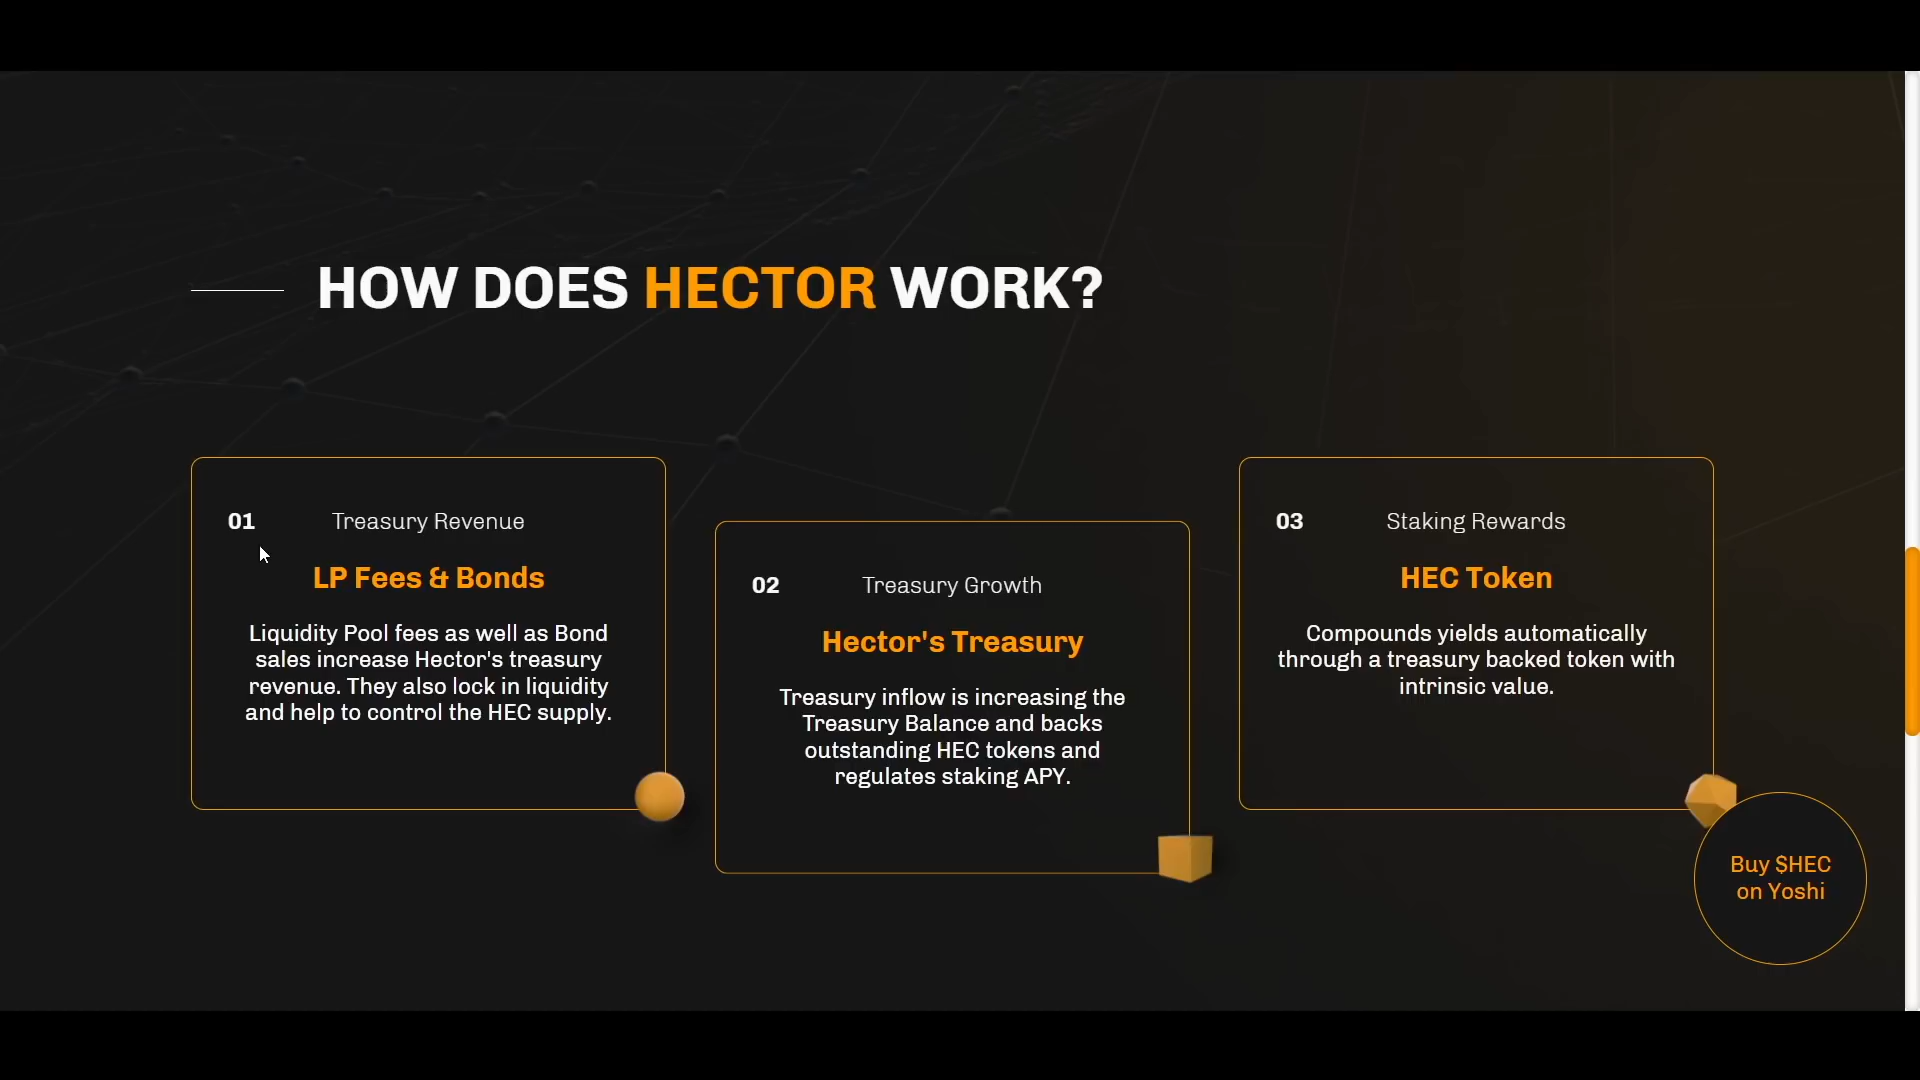 HOW DOES HECTOR WORK?
01
Treasury Revenue
LP Fees & Bonds
Liquidity Pool fees as well as Bond
sales increase Hector's treasury
revenue. They also lock in liquidity
and help to control the HEC supply.
02
Treasury Growth
Hector's Treasury
Treasury inflow is increasing the
Treasury Balance and backs
outstanding HEC tokens and
regulates staking APY.
03
Staking Rewards
HEC Token
Compounds yields automatically
through a treasury backed token with
intrinsic value.
Buy $HEC
on Yoshi